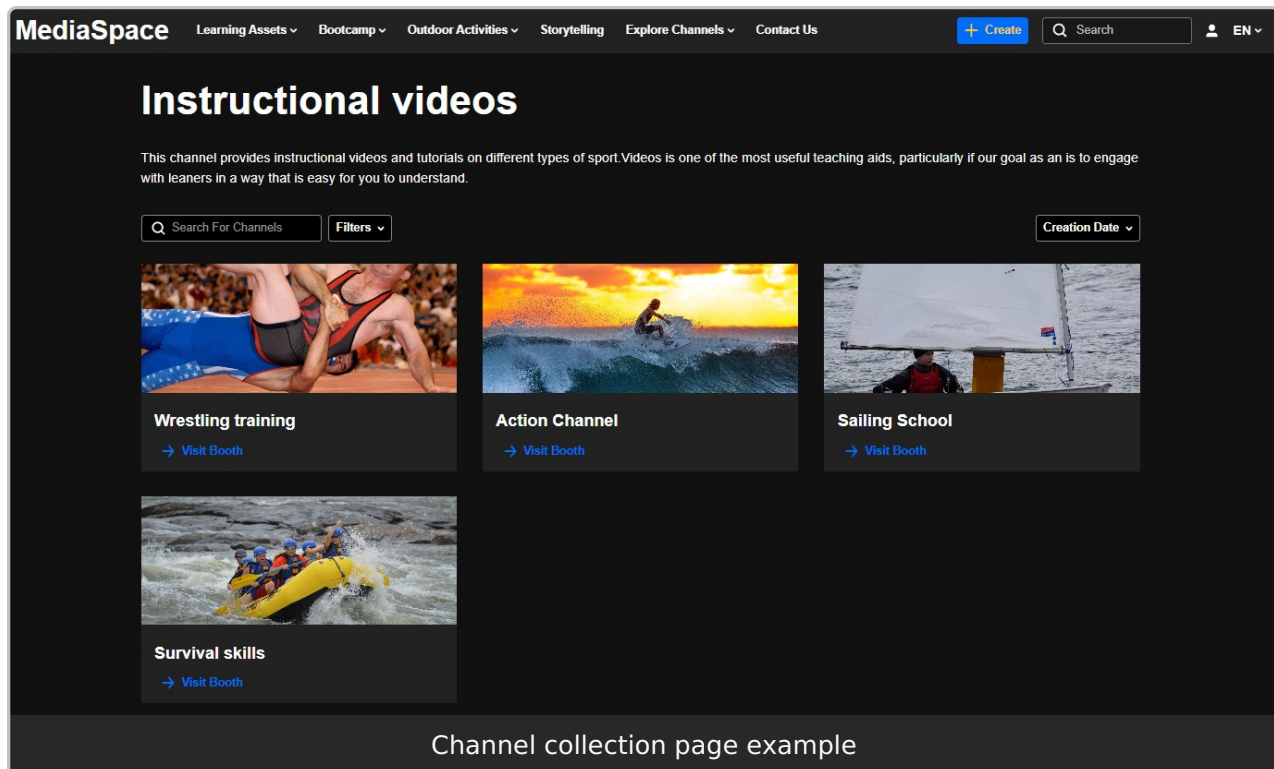 MediaSpace Learning Assets Bootcamp Outdoor Activities Storytelling Explore Channels Contact Us + Create Search EN
Instructional videos
This channel provides instructional videos and tutorials on different types of sport.Videos is one of the most useful teaching aids, particularly if our goal as an is to engage
with leaners in a way that is easy for you to understand.
Search For Channels Filters Creation Date
Wrestling training Action Channel Sailing School
→ Visit Booth → Visit Booth → Visit Booth
Survival skills
→ Visit Booth
Channel collection page example